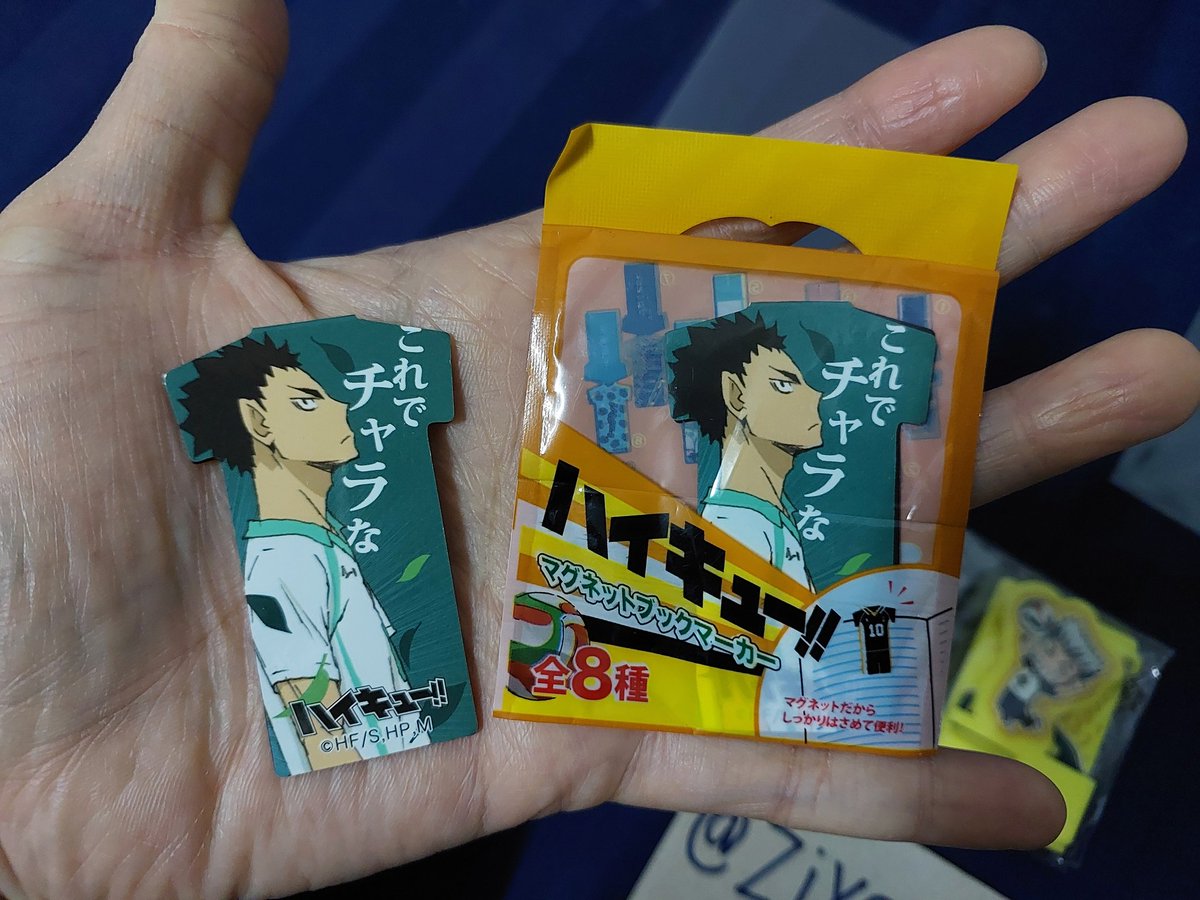 これで
チャラな
ハイキュー!!
©HF/S,HP,M
これで
チャラな
ハイキュー!!
マグネットブックマーカー
全8種
10
マグネットだから
しっかりはさめて便利!